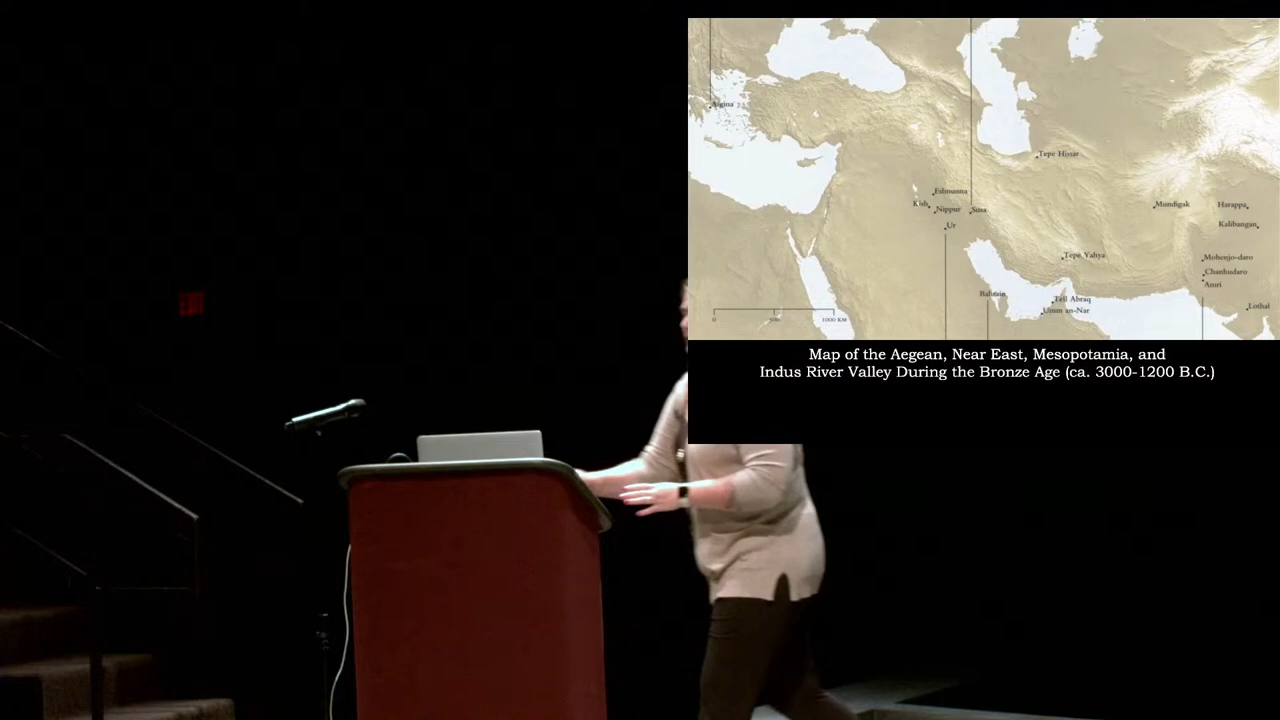 Aigina
Tepe Hissar
Eshnunna
Kish
Nippur
Susa
Ur
Mundigak
Harappa
Kalibangan
Tepe Yahya
Mohenjo-daro
Chanhudaro
Amri
Bahrain
Tell Abraq
Umm an-Nar
Lothal
0 500 1000 KM
Map of the Aegean, Near East, Mesopotamia, and
Indus River Valley During the Bronze Age (ca. 3000-1200 B.C.)